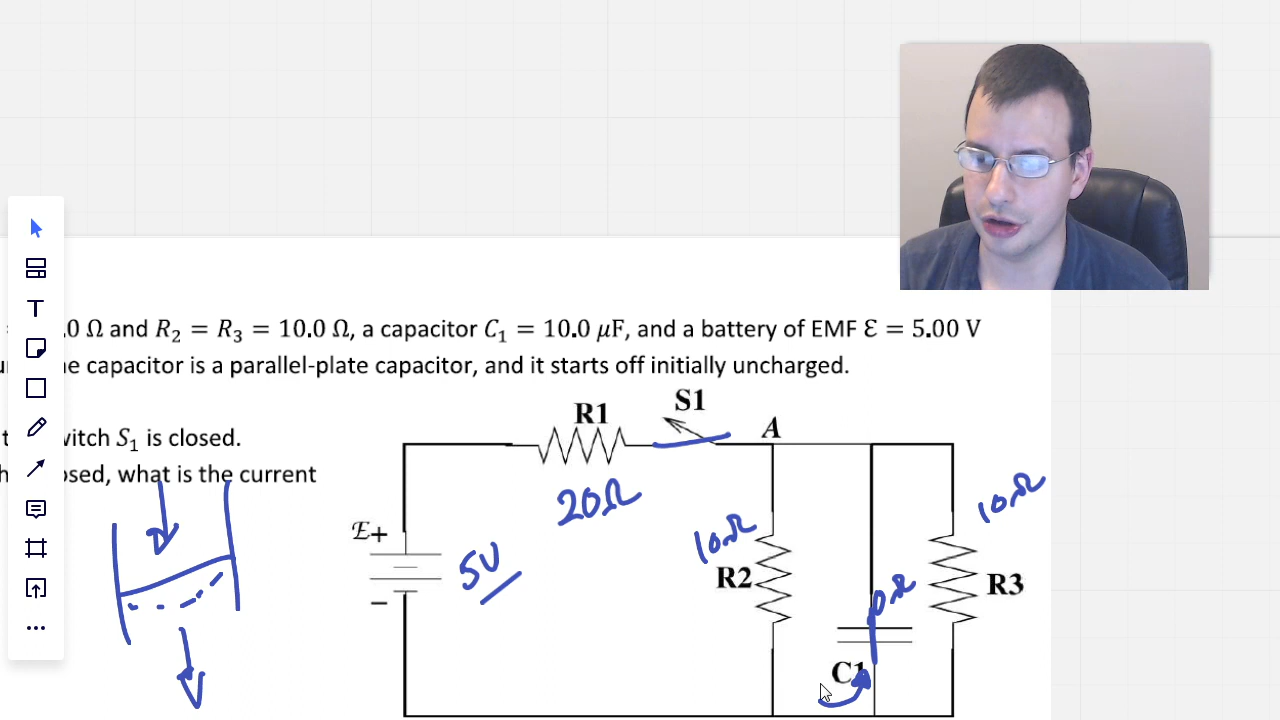 .0 Ω and R₂ = R₃ = 10.0 Ω, a capacitor C₁ = 10.0 μF, and a battery of EMF ℰ = 5.00 V
e capacitor is a parallel-plate capacitor, and it starts off initially uncharged.
witch S₁ is closed.
osed, what is the current
R1
S1
A
20Ω
ℰ+
5V
−
10Ω
R2
0Ω
C1
10Ω
R3
T